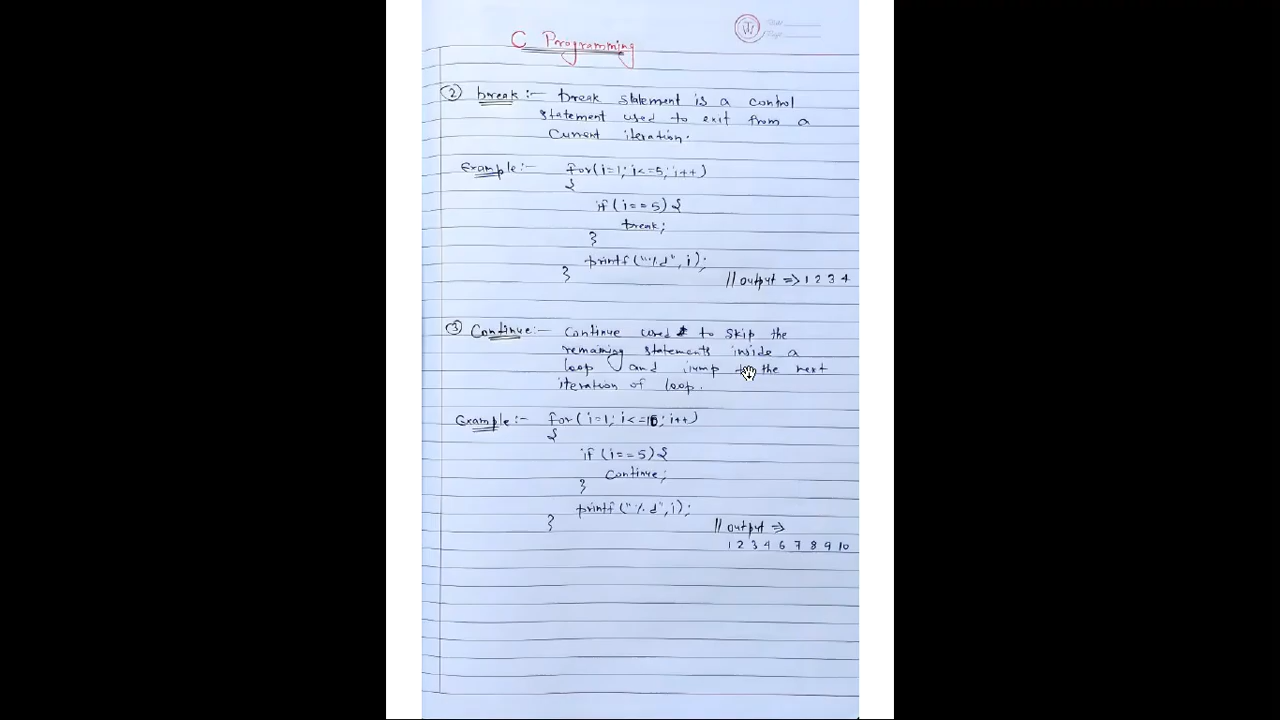 C Programming
② break :- break statement is a control
statement used to exit from a
current iteration.
Example :- for(i=1; i<=5; i++)
{
if (i==5) {
break;
}
printf ("%d", i);
}
// output => 1 2 3 4
③ Continue :- Continue used to skip the
remaining statements inside a
loop and jump to the next
iteration of loop.
Example :- for( i=1; i<=10; i++)
{
if (i==5) {
Continue;
}
printf ("%d", i);
}
// output =>
1 2 3 4 6 7 8 9 10